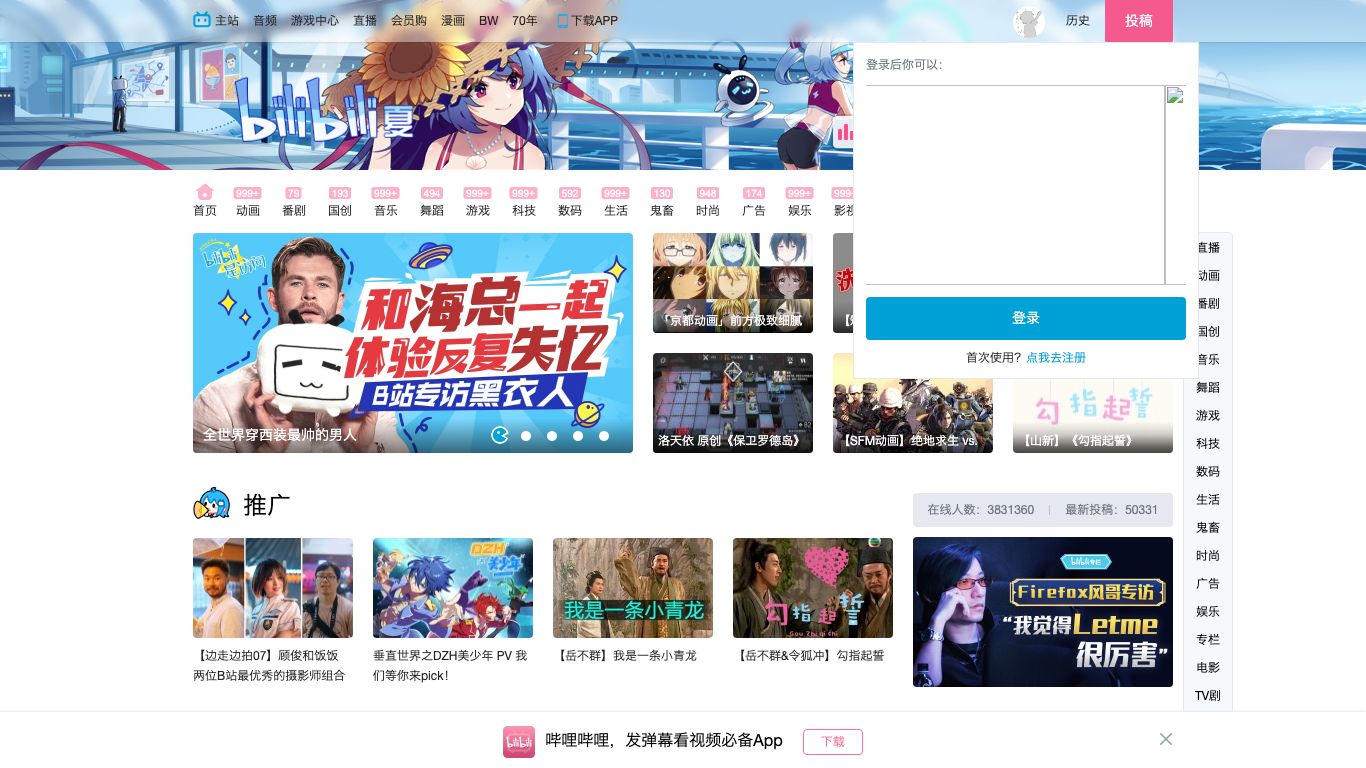 主站 音频 游戏中心 直播 会员购 漫画 BW 70年 下载APP
历史 投稿
登录后你可以：
登录
首次使用？点我去注册
bilibili夏
999+ 79 193 999+ 494 999+ 999+ 592 999+ 130 948 174 999+ 999+
首页 动画 番剧 国创 音乐 舞蹈 游戏 科技 数码 生活 鬼畜 时尚 广告 娱乐
和海总一起
体验反复失忆
B站专访黑衣人
全世界穿西装最帅的男人
「京都动画」前方极致细腻
洛天依 原创《保卫罗德岛》
【SFM动画】绝地求生 vs.
勾指起誓
【山新】《勾指起誓》
直播
动画
番剧
国创
音乐
舞蹈
游戏
科技
数码
生活
鬼畜
时尚
广告
娱乐
专栏
电影
TV剧
推广
在线人数：3831360 最新投稿：50331
DZH
美少年
我是一条小青龙
勾指起誓
Gou Zhi qi Chi
【边走边拍07】顾俊和饭饭
两位B站最优秀的摄影师组合
垂直世界之DZH美少年 PV 我
们等你来pick！
【岳不群】我是一条小青龙
【岳不群&令狐冲】勾指起誓
Firefox风哥专访
“我觉得Letme
很厉害”
bilibili
哔哩哔哩，发弹幕看视频必备App
下载